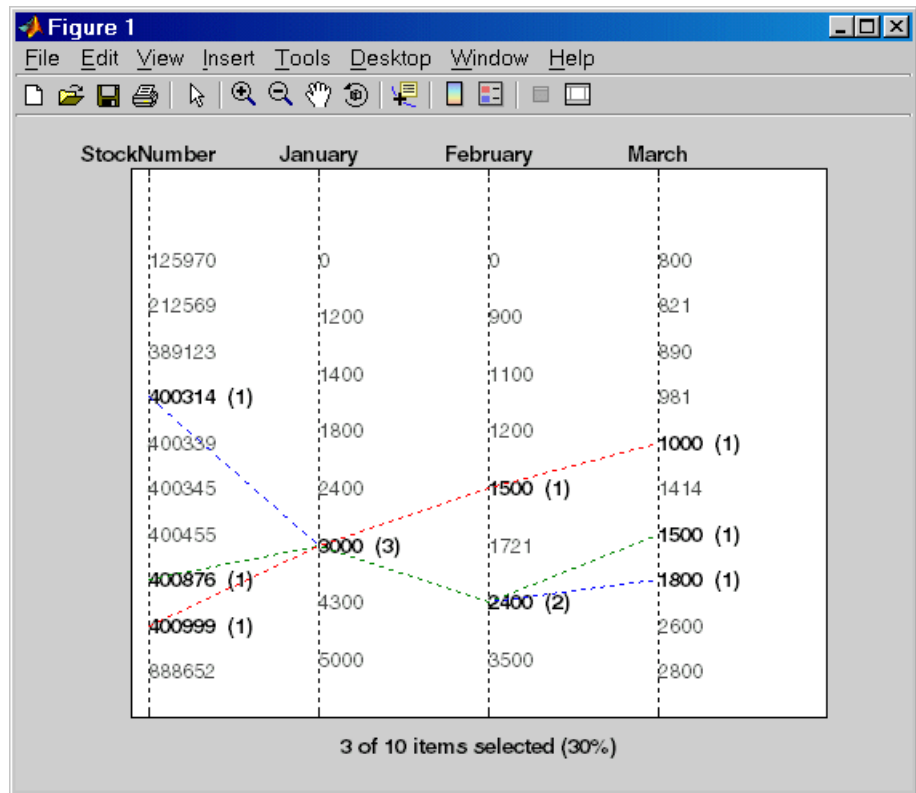 Figure 1
File Edit View Insert Tools Desktop Window Help
StockNumber January February March
125970 0 0 800
212569 1200 900 821
389123 1400 1100 890
400314 (1) 1800 1200 981
400339 2400 1500 (1) 1000 (1)
400345 3000 (3) 1721 1414
400455 4300 2400 (2) 1500 (1)
400876 (1) 5000 3500 1800 (1)
400999 (1) 2600
888652 2800
3 of 10 items selected (30%)